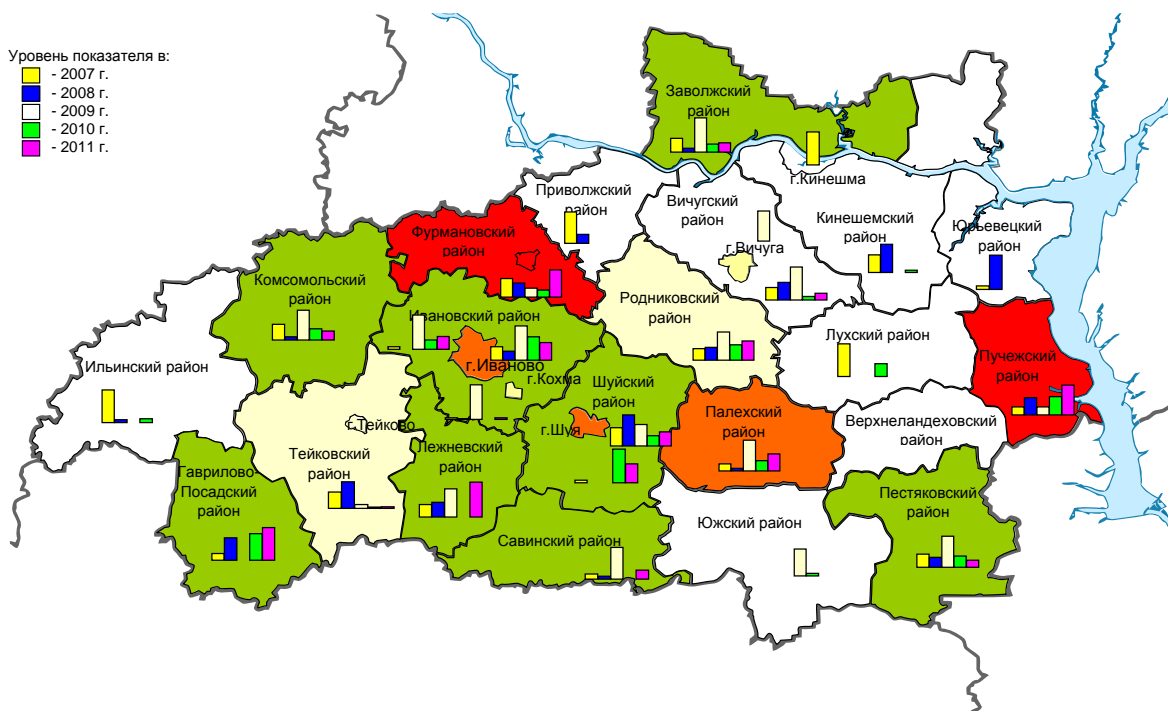 Уровень показателя в:
- 2007 г.
- 2008 г.
- 2009 г.
- 2010 г.
- 2011 г.
Заволжский
район
г.Кинешма
Приволжский
район
Вичугский
район
Кинешемский
район
Юрьевецкий
район
Фурмановский
район
г.Вичуга
Комсомольский
район
Родниковский
район
Ивановский
район
Лухский район
Пучежский
район
Ильинский район
г.Иваново
г.Кохма
Шуйский
район
Палехский
район
Верхнеландеховский
район
г.Тейково
г.Шуя
Тейковский
район
Лежневский
район
Гаврилово-
Посадский
район
Пестяковский
район
Южский район
Савинский район